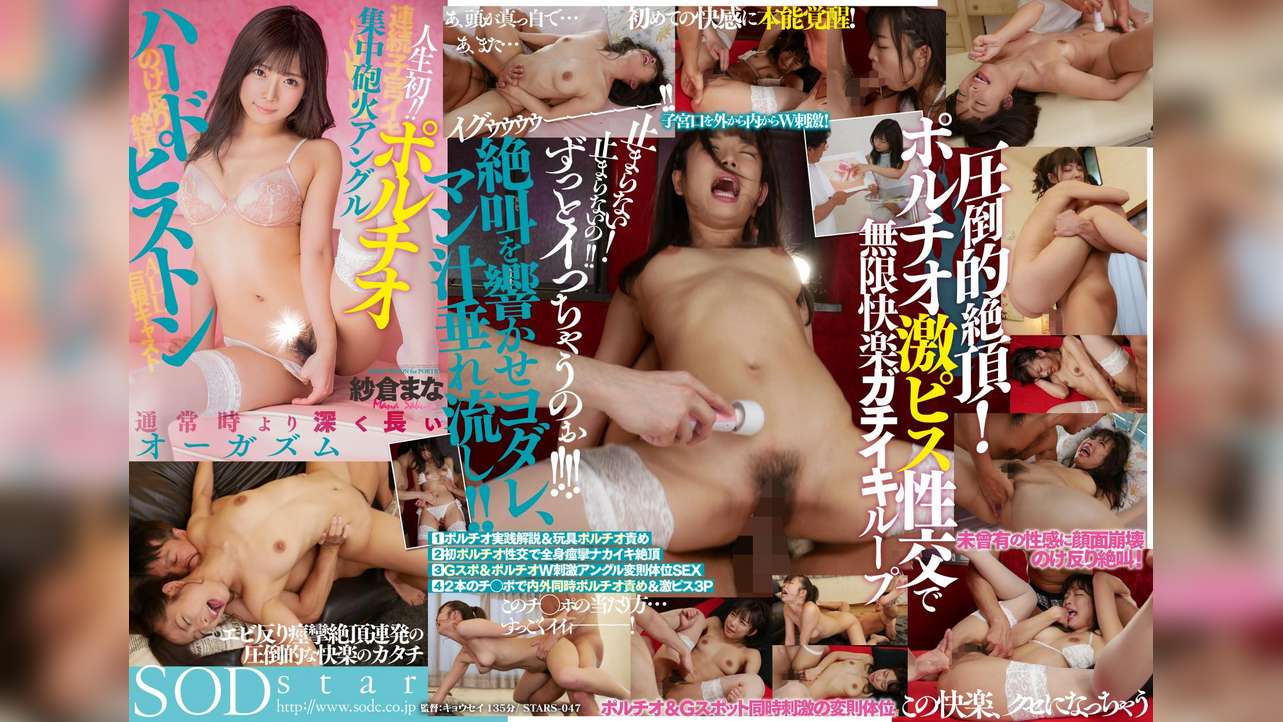 人生初!!
ポルチオ
集中砲火アングル
ハードピストン
紗倉まな
通常時より深く長い
オーガズム
エビ反り痙攣絶頂連発の
圧倒的な快楽のカタチ
SOD star
http://www.sodc.co.jp
監督:キョウセイ 135分/STARS-047
あ、頭が真っ白で…
あ、また…
イグゥゥゥゥ━━━!!
初めての快感に本能覚醒!
子宮口を外から内からW刺激!
止まらない!
止まらないの!!
ずっとイっちゃうのぉ!!!!
絶叫を響かせヨダレ、
マン汁垂れ流し!!
1 ポルチオ実践解説&玩具ポルチオ責め
2 初ポルチオ性交で全身痙攣ナカイキ絶頂
3 Gスポ&ポルチオW刺激アングル変則体位SEX
4 2本のチ○ポで内外同時ポルチオ責め&激ピス3P
このチ○ポの当たり方…
すっごくイイィ━━━!
圧倒的絶頂!
ポルチオ激ピス性交で
無限快楽ガチイキループ
未曾有の性感に顔面崩壊
のけ反り絶叫!
ポルチオ&Gスポット同時刺激の変則体位
この快楽、クセになっちゃう